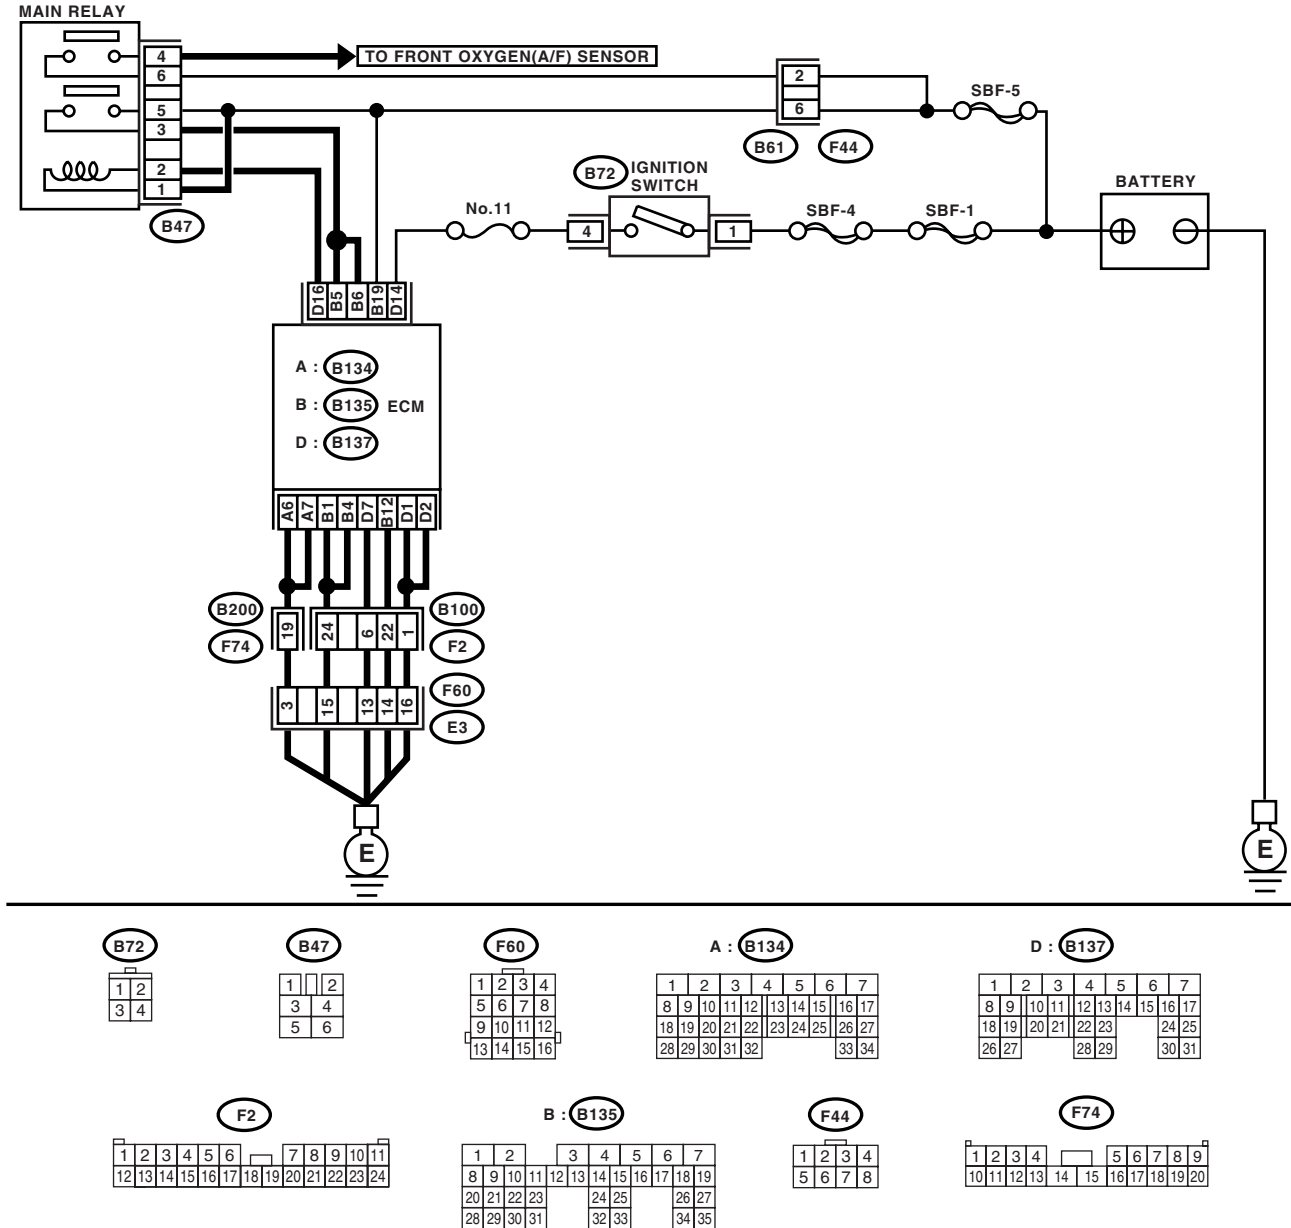 MAIN RELAY
4 TO FRONT OXYGEN(A/F) SENSOR
6 2
5 6 SBF-5
3
2
1
B47
B61 F44
B72 IGNITION
SWITCH
BATTERY
No.11 4 1 SBF-4 SBF-1
D16 B5 B6 B19 D14
A : B134
B : B135 ECM
D : B137
A6 A7 B1 B4 D7 B12 D1 D2
B200 B100
19 24 6 22 1
F74 F2
F60
3 15 13 14 16
E3
E E
B72 B47 F60 A : B134 D : B137
B72
1 2
3 4
1 2
3 4
5 6
1 2 3 4
5 6 7 8
9 10 11 12
13 14 15 16
1 2 3 4 5 6 7
8 9 10 11 12 13 14 15 16 17
18 19 20 21 22 23 24 25 26 27
28 29 30 31 32 33 34
1 2 3 4 5 6 7
8 9 10 11 12 13 14 15 16 17
18 19 20 21 22 23 24 25
26 27 28 29 30 31
F2 B : B135 F44 F74
1 2 3 4 5 6 7 8 9 10 11
12 13 14 15 16 17 18 19 20 21 22 23 24
1 2 3 4 5 6 7
8 9 10 11 12 13 14 15 16 17 18 19
20 21 22 23 24 25 26 27
28 29 30 31 32 33 34 35
1 2 3 4
5 6 7 8
1 2 3 4 5 6 7 8 9
10 11 12 13 14 15 16 17 18 19 20